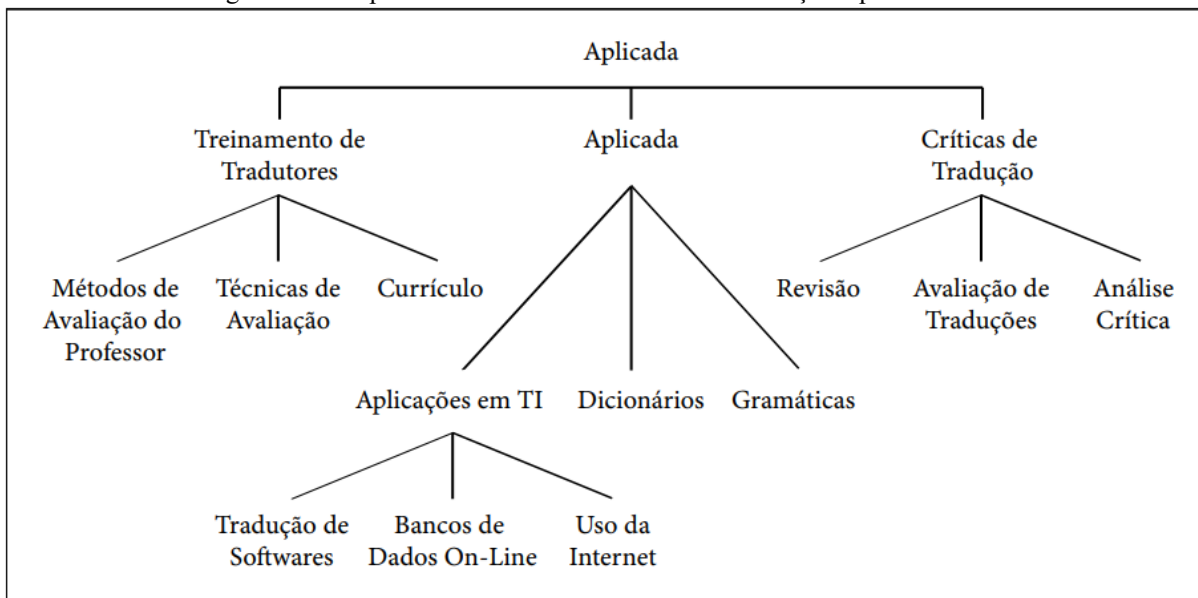 Aplicada
Treinamento de
Tradutores
Aplicada
Críticas de
Tradução
Métodos de
Avaliação do
Professor
Técnicas de
Avaliação
Currículo
Revisão
Avaliação de
Traduções
Análise
Crítica
Aplicações em TI
Dicionários
Gramáticas
Tradução de
Softwares
Bancos de
Dados On-Line
Uso da
Internet